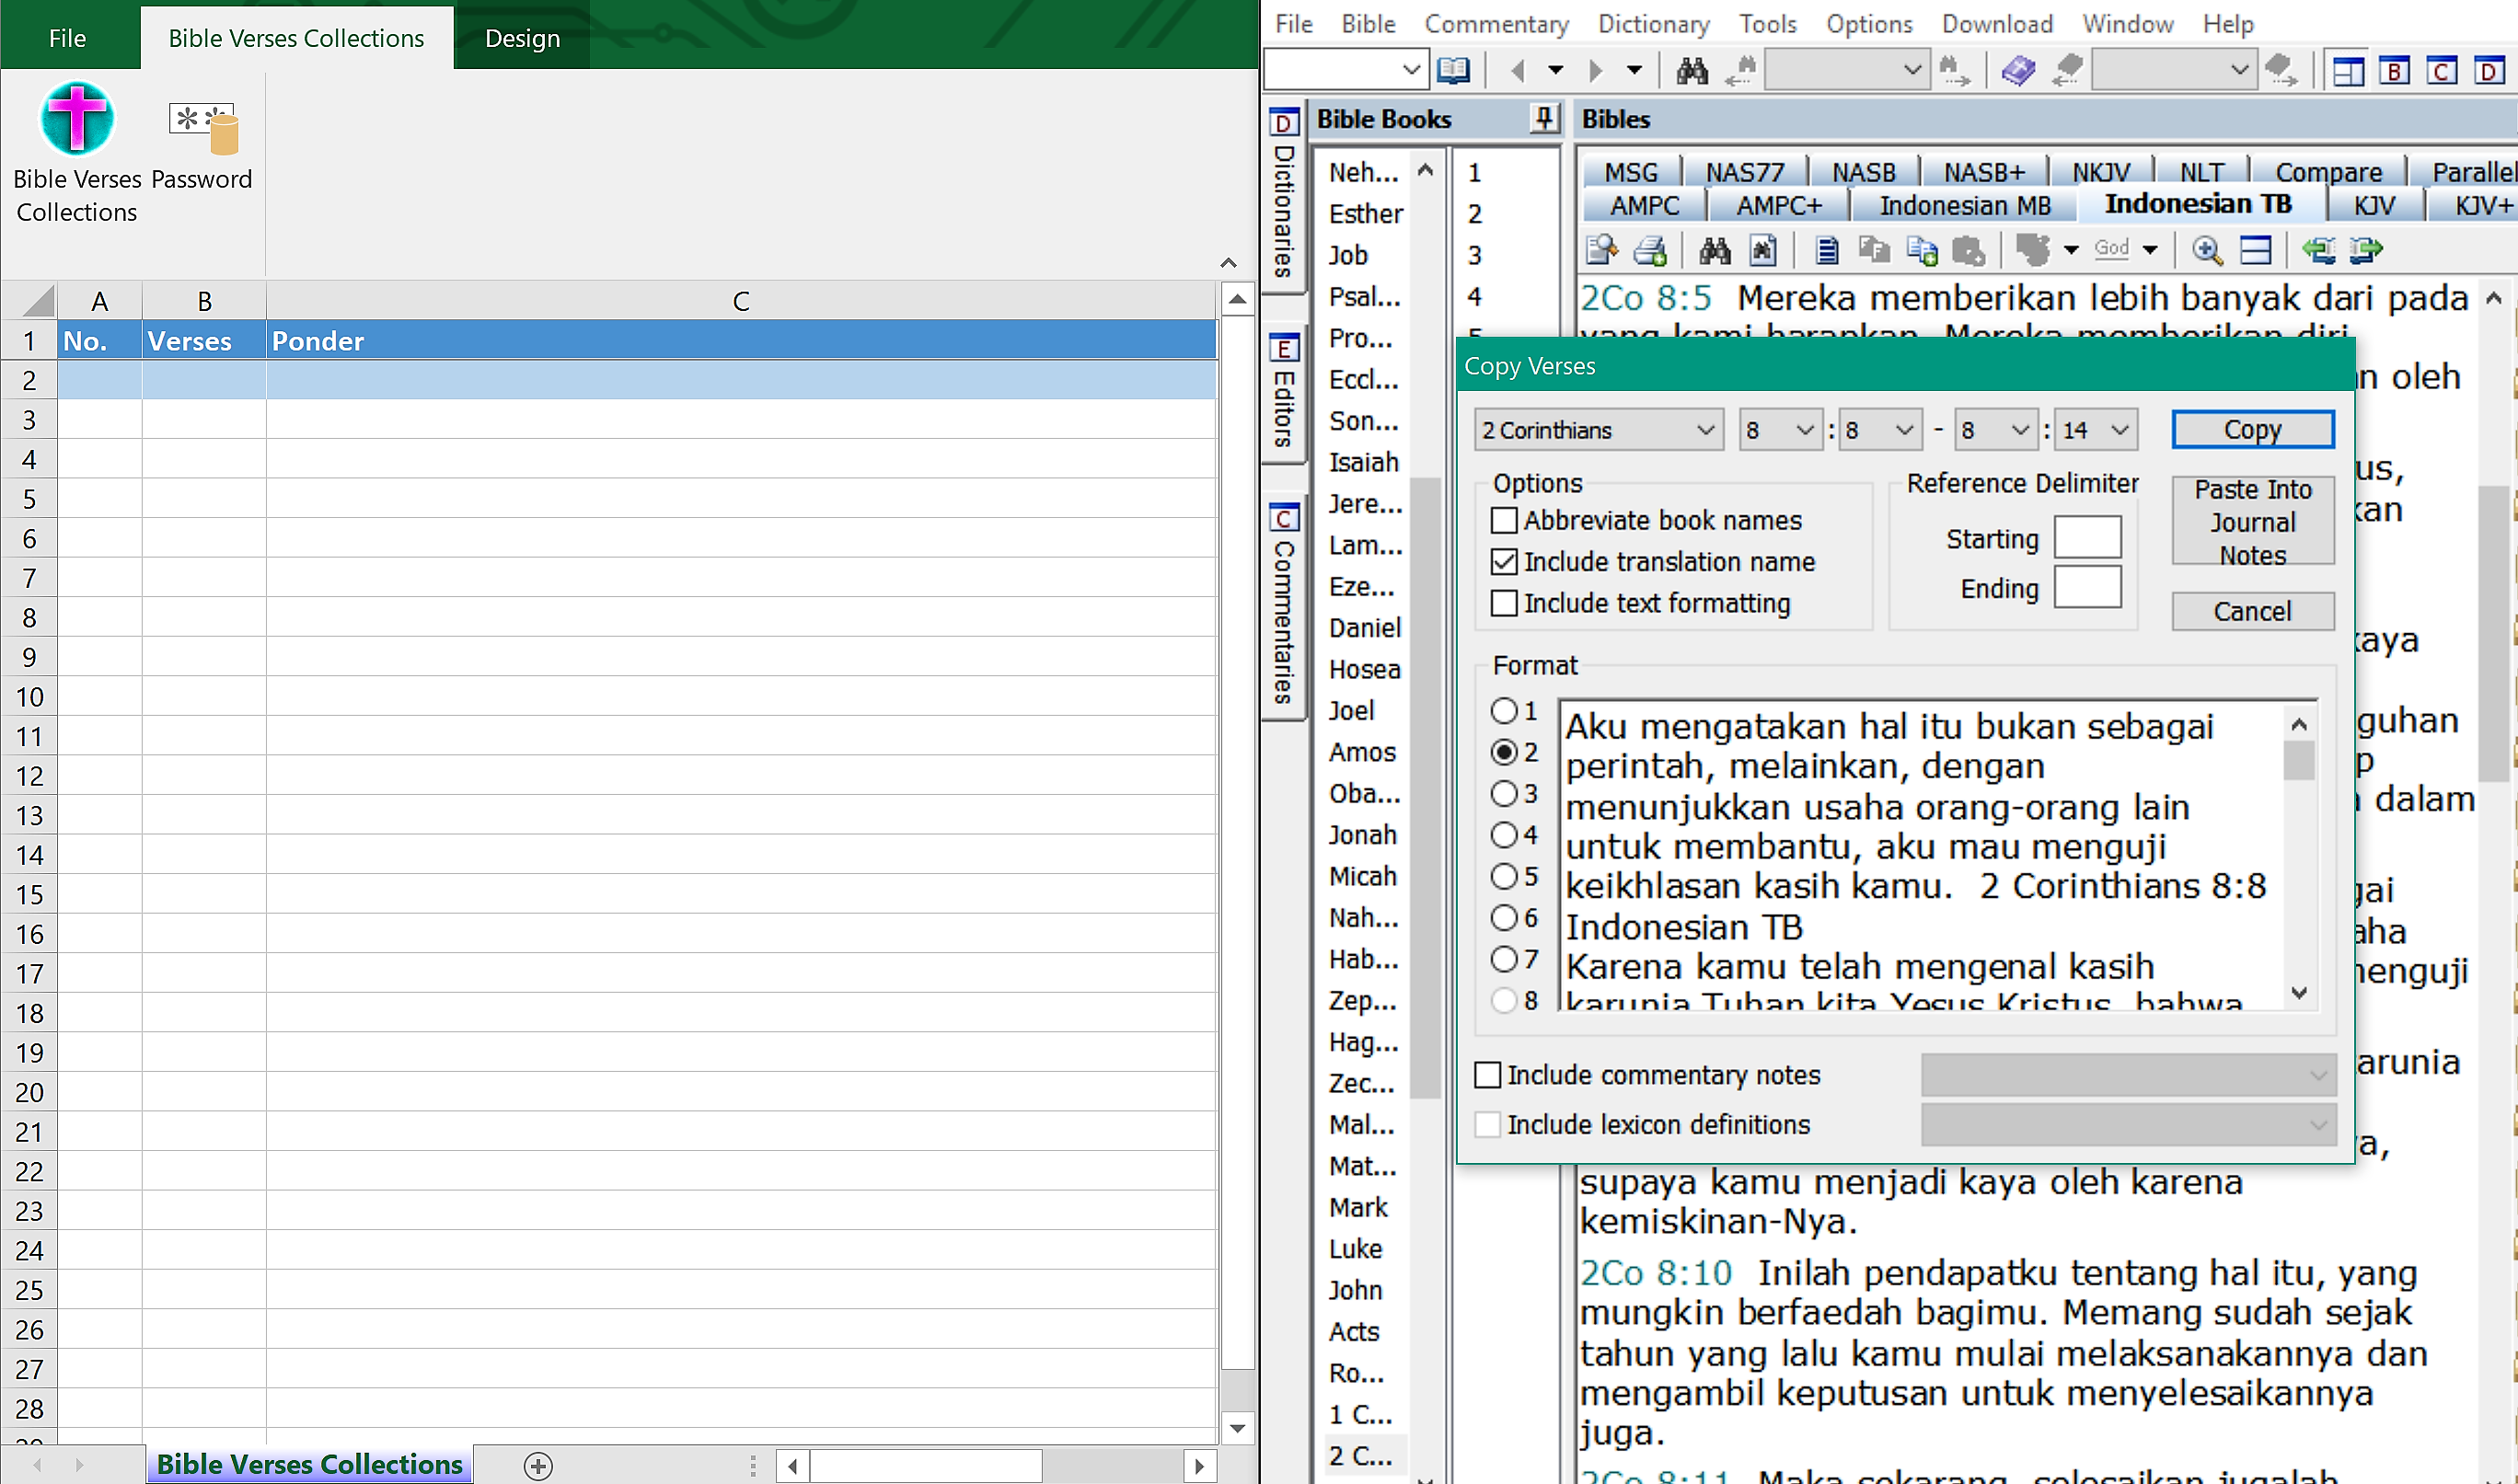 File
Bible Verses Collections
Design
Bible Verses
Collections
Password
A
B
C
1
No.
Verses
Ponder
2
3
4
5
6
7
8
9
10
11
12
13
14
15
16
17
18
19
20
21
22
23
24
25
26
27
28
Bible Verses Collections
File Bible Commentary Dictionary Tools Options Download Window Help
B
C
D
D Dictionaries
E Editors
C Commentaries
Bible Books
Bibles
Neh...
Esther
Job
Psal...
Pro...
Eccl...
Son...
Isaiah
Jere...
Lam...
Eze...
Daniel
Hosea
Joel
Amos
Oba...
Jonah
Micah
Nah...
Hab...
Zep...
Hag...
Zec...
Mal...
Mat...
Mark
Luke
John
Acts
Ro...
1 C...
2 C...
1
2
3
4
5
MSG NAS77 NASB NASB+ NKJV NLT Compare Parallel
AMPC AMPC+ Indonesian MB Indonesian TB KJV KJV+
God
2Co 8:5 Mereka memberikan lebih banyak dari pada
yang kami harapkan. Mereka memberikan diri
oleh
us,
kan
kaya
guhan
p
dalam
gai
aha
nenguji
arunia
a,
Copy Verses
2 Corinthians 8 : 8 - 8 : 14
Copy
Options
Abbreviate book names
Include translation name
Include text formatting
Reference Delimiter
Starting
Ending
Paste Into
Journal
Notes
Cancel
Format
1
2
3
4
5
6
7
8
Aku mengatakan hal itu bukan sebagai
perintah, melainkan, dengan
menunjukkan usaha orang-orang lain
untuk membantu, aku mau menguji
keikhlasan kasih kamu. 2 Corinthians 8:8
Indonesian TB
Karena kamu telah mengenal kasih
karunia Tuhan kita Yesus Kristus, bahwa
Include commentary notes
Include lexicon definitions
supaya kamu menjadi kaya oleh karena
kemiskinan-Nya.
2Co 8:10 Inilah pendapatku tentang hal itu, yang
mungkin berfaedah bagimu. Memang sudah sejak
tahun yang lalu kamu mulai melaksanakannya dan
mengambil keputusan untuk menyelesaikannya
juga.
2Co 8:11 Maka sekarang, selesaikan jugalah